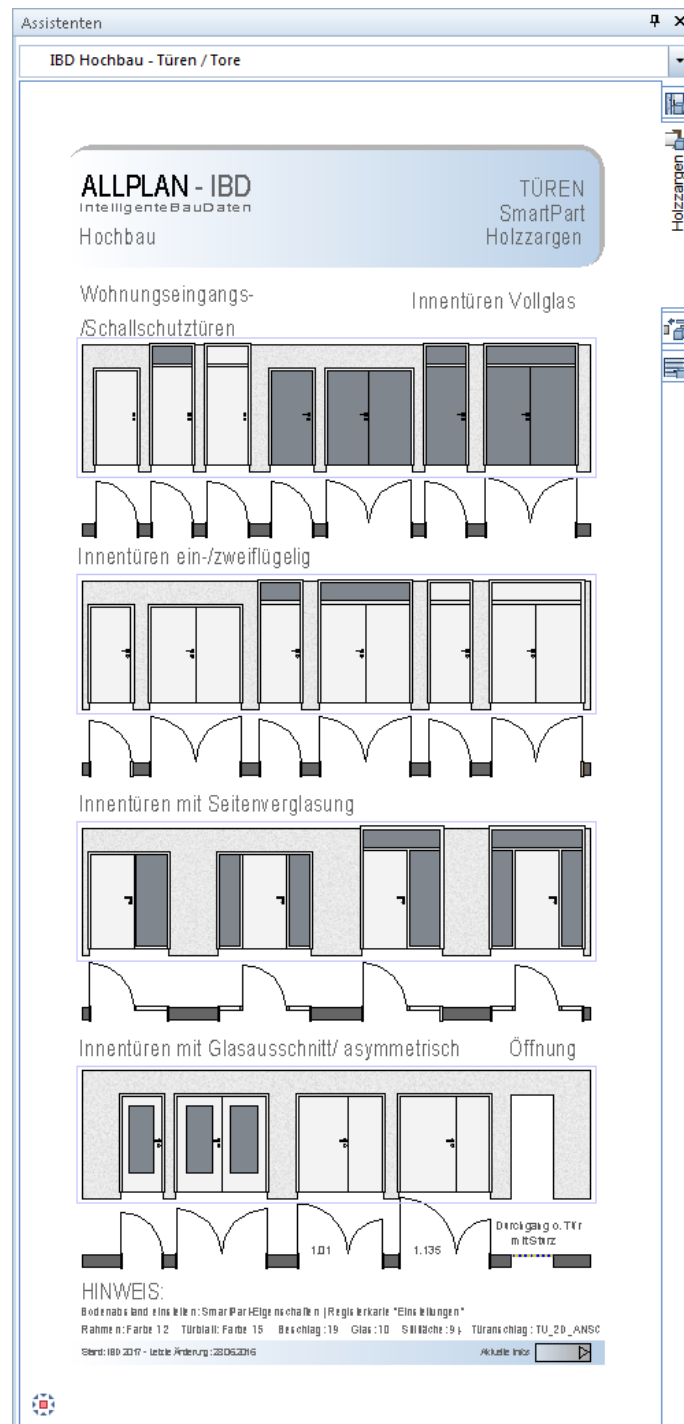 Assistenten
IBD Hochbau - Türen / Tore
Holzzargen
ALLPLAN - IBD
IntelligenteBauDaten
Hochbau
TÜREN
SmartPart
Holzzargen
Wohnungseingangs-
/Schallschutztüren
Innentüren Vollglas
Innentüren ein-/zweiflügelig
Innentüren mit Seitenverglasung
Innentüren mit Glasausschnitt/ asymmetrisch
Öffnung
1.01
1.135
Durchgang o. Tür
mit Sturz
HINWEIS:
Bodenabstand einstellen: SmartPart-Eigenschaften | Registerkarte "Einstellungen"
Rahmen: Farbe 12 Türblatt: Farbe 15 Beschlag: 19 Glas: 10 Türanschlag: TU_2D_ANSC
Stand: IBD 2017 - Letzte Änderung: 28.06.2016
Aktuelle Infos